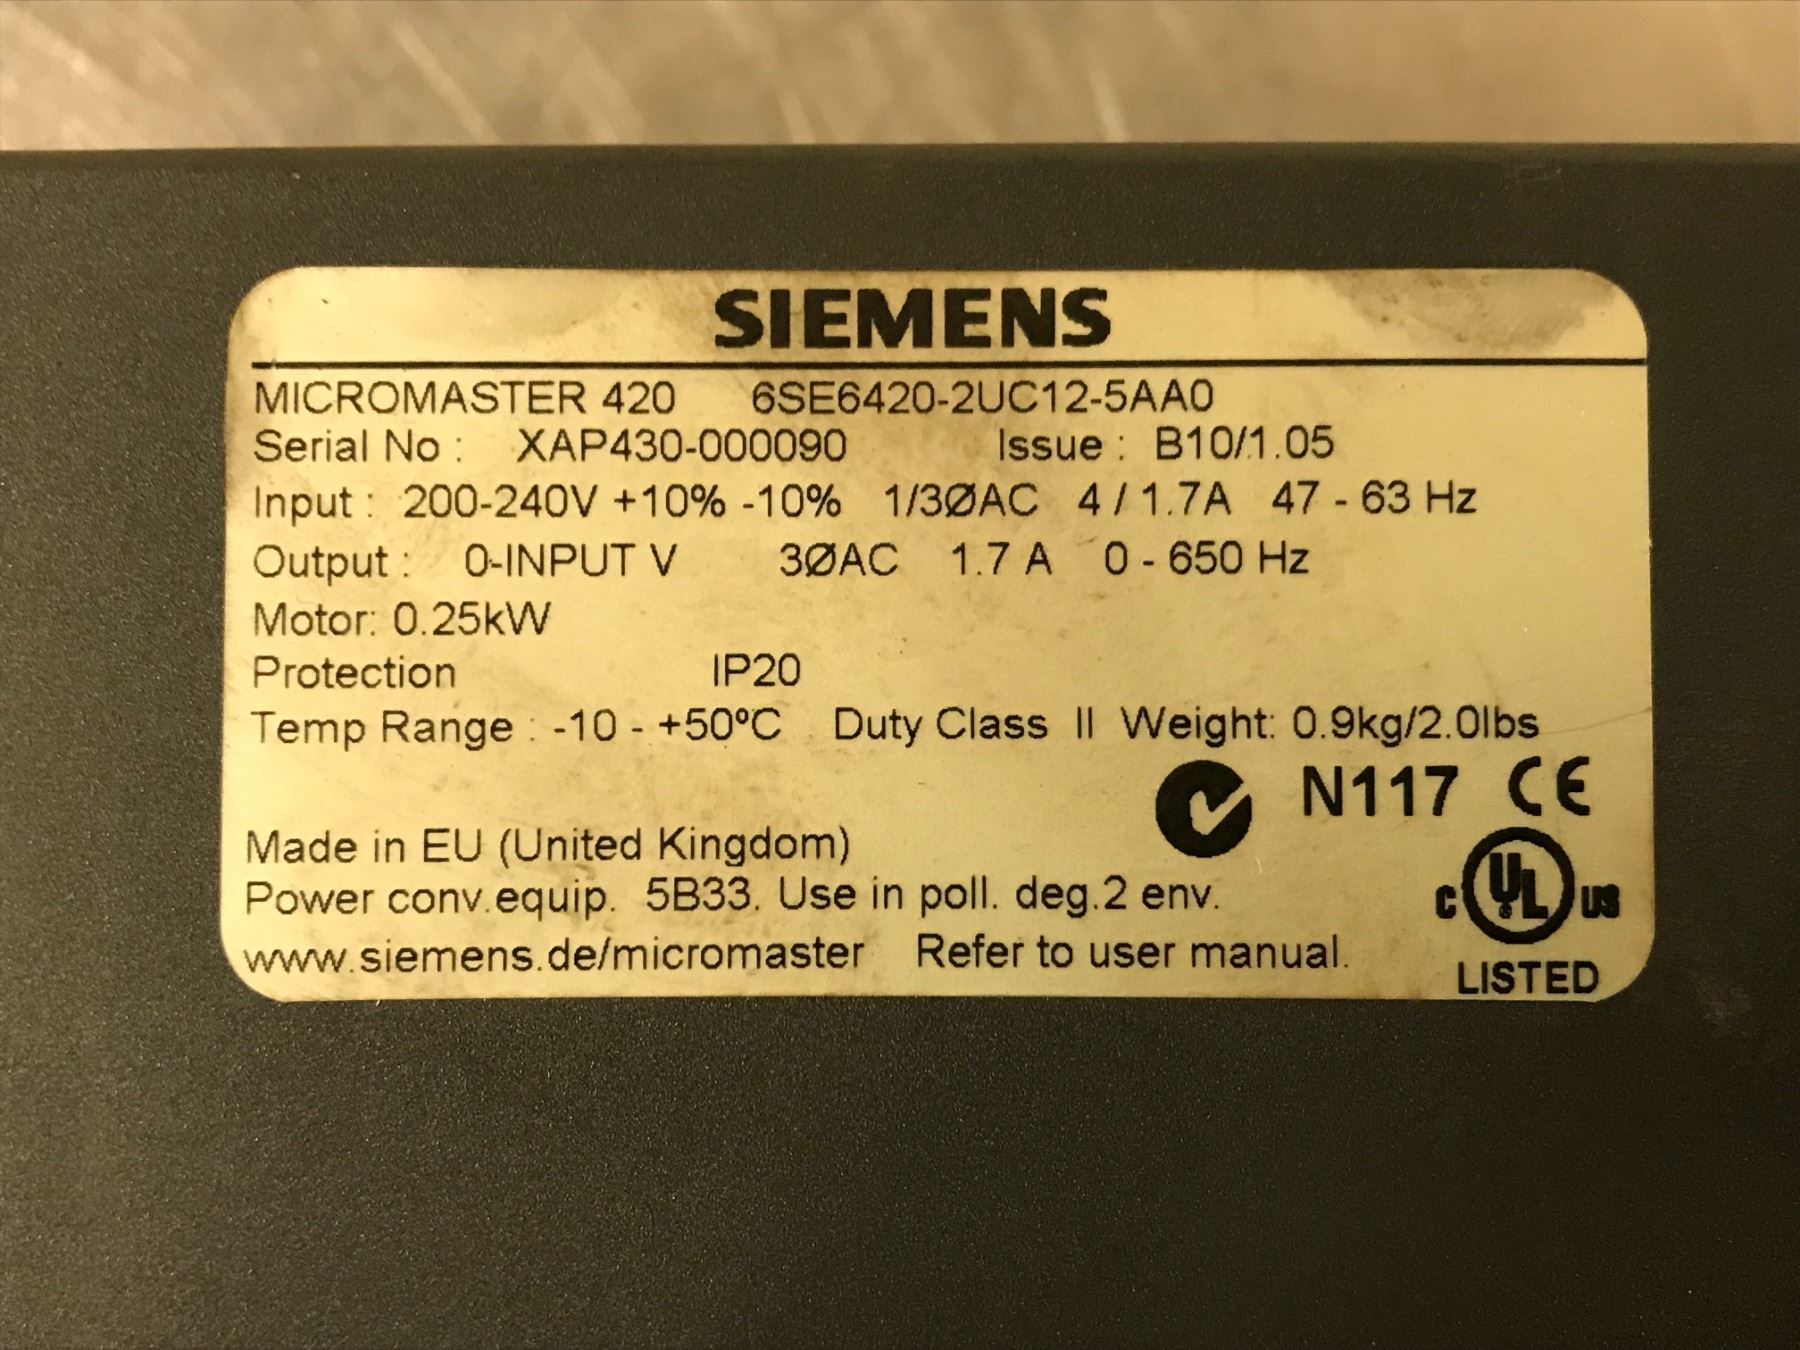 SIEMENS
MICROMASTER 420 6SE6420-2UC12-5AA0
Serial No : XAP430-000090 Issue : B10/1.05
Input : 200-240V +10% -10% 1/3ØAC 4 / 1.7A 47 - 63 Hz
Output : 0-INPUT V 3ØAC 1.7 A 0 - 650 Hz
Motor: 0.25kW
Protection IP20
Temp Range : -10 - +50ºC Duty Class II Weight: 0.9kg/2.0lbs
N117 CE
Made in EU (United Kingdom)
Power conv.equip. 5B33. Use in poll. deg.2 env.
C UL US
www.siemens.de/micromaster Refer to user manual.
LISTED